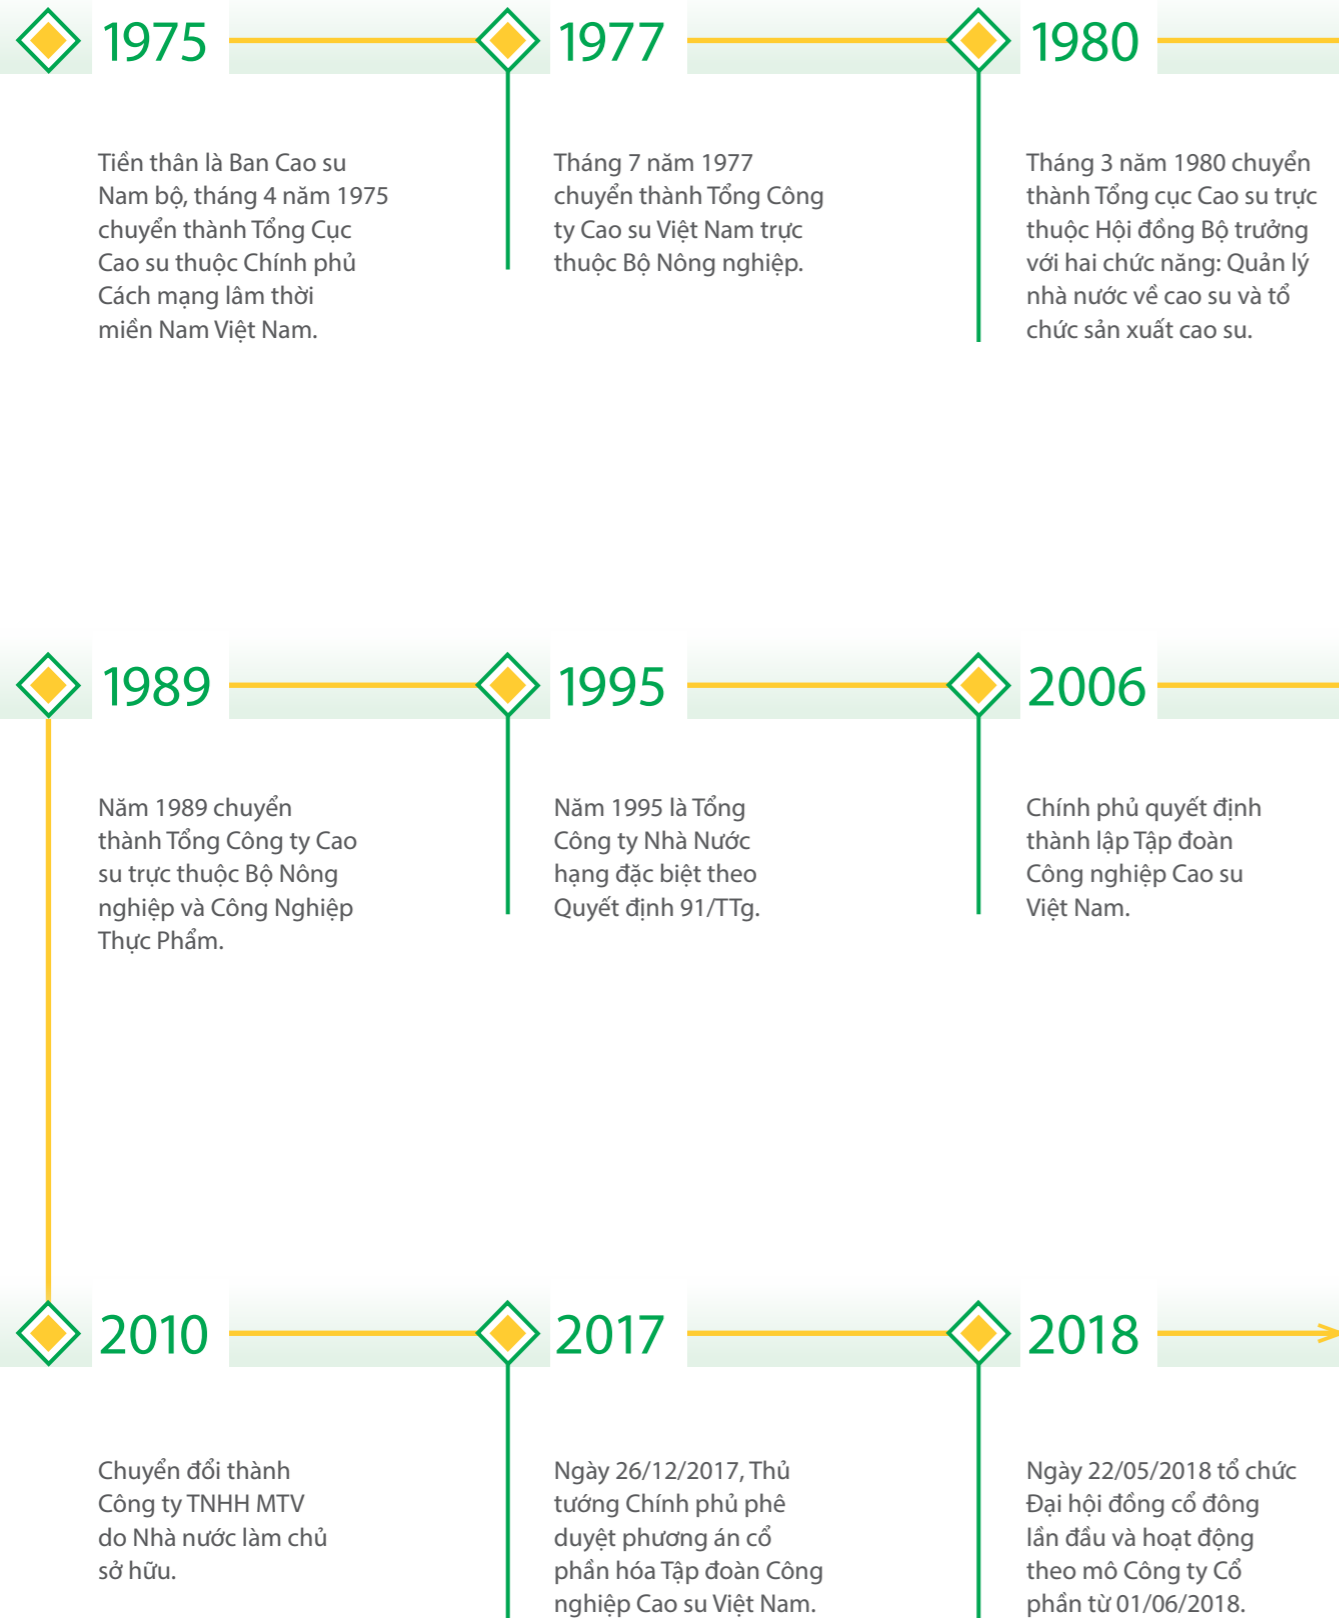 1975
Tiền thân là Ban Cao su
Nam bộ, tháng 4 năm 1975
chuyển thành Tổng Cục
Cao su thuộc Chính phủ
Cách mạng lâm thời
miền Nam Việt Nam.
1977
Tháng 7 năm 1977
chuyển thành Tổng Công
ty Cao su Việt Nam trực
thuộc Bộ Nông nghiệp.
1980
Tháng 3 năm 1980 chuyển
thành Tổng cục Cao su trực
thuộc Hội đồng Bộ trưởng
với hai chức năng: Quản lý
nhà nước về cao su và tổ
chức sản xuất cao su.
1989
Năm 1989 chuyển
thành Tổng Công ty Cao
su trực thuộc Bộ Nông
nghiệp và Công Nghiệp
Thực Phẩm.
1995
Năm 1995 là Tổng
Công ty Nhà Nước
hạng đặc biệt theo
Quyết định 91/TTg.
2006
Chính phủ quyết định
thành lập Tập đoàn
Công nghiệp Cao su
Việt Nam.
2010
Chuyển đổi thành
Công ty TNHH MTV
do Nhà nước làm chủ
sở hữu.
2017
Ngày 26/12/2017, Thủ
tướng Chính phủ phê
duyệt phương án cổ
phần hóa Tập đoàn Công
nghiệp Cao su Việt Nam.
2018
Ngày 22/05/2018 tổ chức
Đại hội đồng cổ đông
lần đầu và hoạt động
theo mô Công ty Cổ
phần từ 01/06/2018.